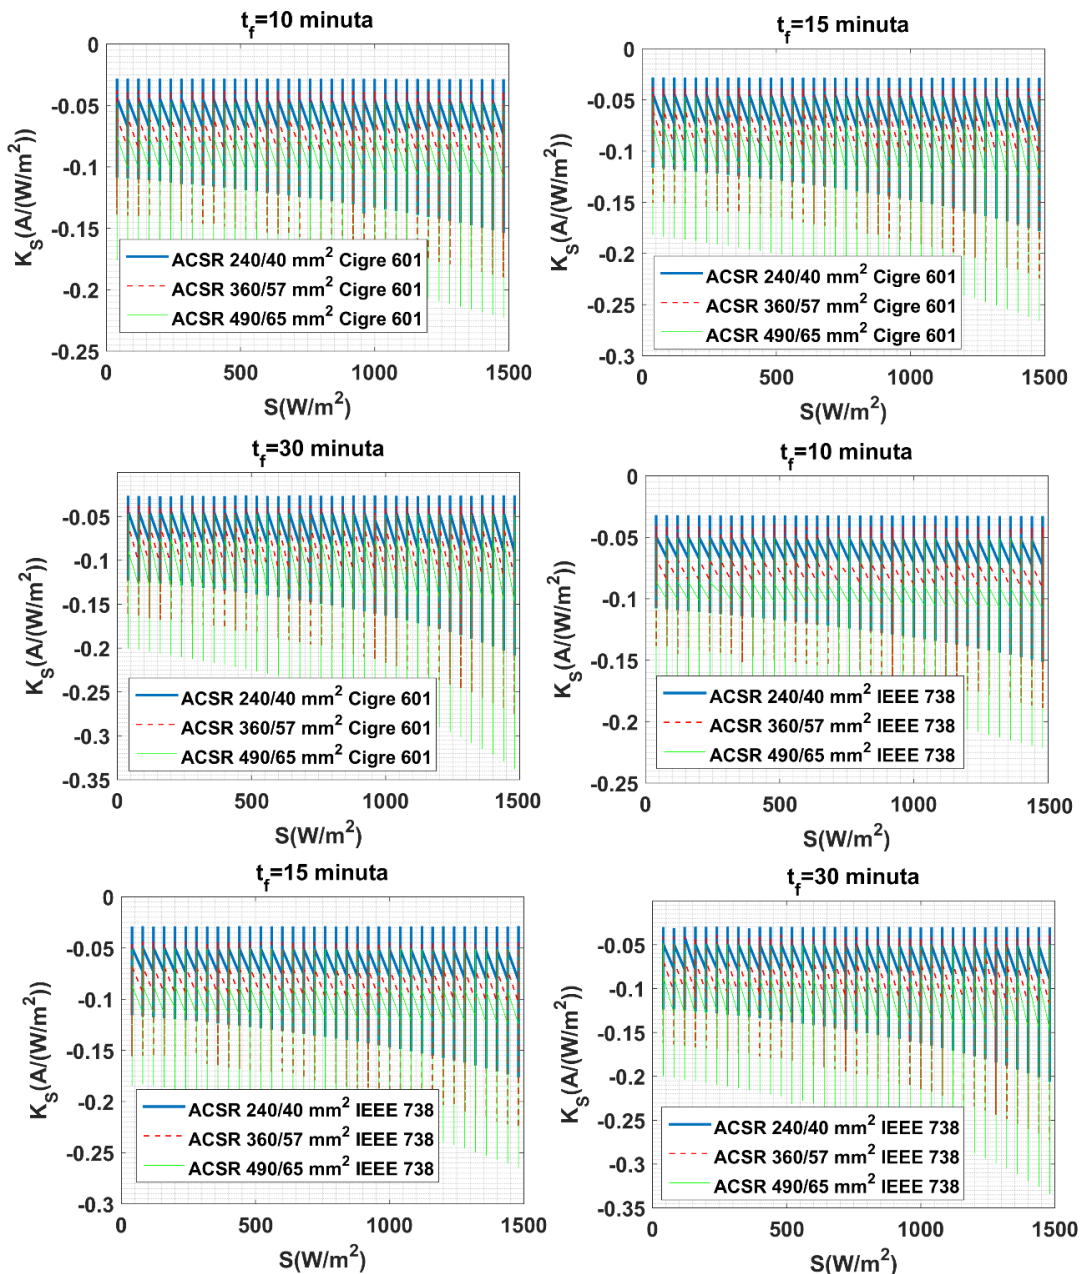 t_f=10 minuta
0
-0.05
-0.1
-0.15
-0.2
-0.25
K_S(A/(W/m^2))
ACSR 240/40 mm^2 Cigre 601
ACSR 360/57 mm^2 Cigre 601
ACSR 490/65 mm^2 Cigre 601
0 500 1000 1500
S(W/m^2)
t_f=15 minuta
0
-0.05
-0.1
-0.15
-0.2
-0.25
-0.3
K_S(A/(W/m^2))
ACSR 240/40 mm^2 Cigre 601
ACSR 360/57 mm^2 Cigre 601
ACSR 490/65 mm^2 Cigre 601
0 500 1000 1500
S(W/m^2)
t_f=30 minuta
-0.05
-0.1
-0.15
-0.2
-0.25
-0.3
-0.35
K_S(A/(W/m^2))
ACSR 240/40 mm^2 Cigre 601
ACSR 360/57 mm^2 Cigre 601
ACSR 490/65 mm^2 Cigre 601
0 500 1000 1500
S(W/m^2)
t_f=10 minuta
0
-0.05
-0.1
-0.15
-0.2
-0.25
K_S(A/(W/m^2))
ACSR 240/40 mm^2 IEEE 738
ACSR 360/57 mm^2 IEEE 738
ACSR 490/65 mm^2 IEEE 738
0 500 1000 1500
S(W/m^2)
t_f=15 minuta
0
-0.05
-0.1
-0.15
-0.2
-0.25
-0.3
K_S(A/(W/m^2))
ACSR 240/40 mm^2 IEEE 738
ACSR 360/57 mm^2 IEEE 738
ACSR 490/65 mm^2 IEEE 738
0 500 1000 1500
S(W/m^2)
t_f=30 minuta
-0.05
-0.1
-0.15
-0.2
-0.25
-0.3
-0.35
K_S(A/(W/m^2))
ACSR 240/40 mm^2 IEEE 738
ACSR 360/57 mm^2 IEEE 738
ACSR 490/65 mm^2 IEEE 738
0 500 1000 1500
S(W/m^2)